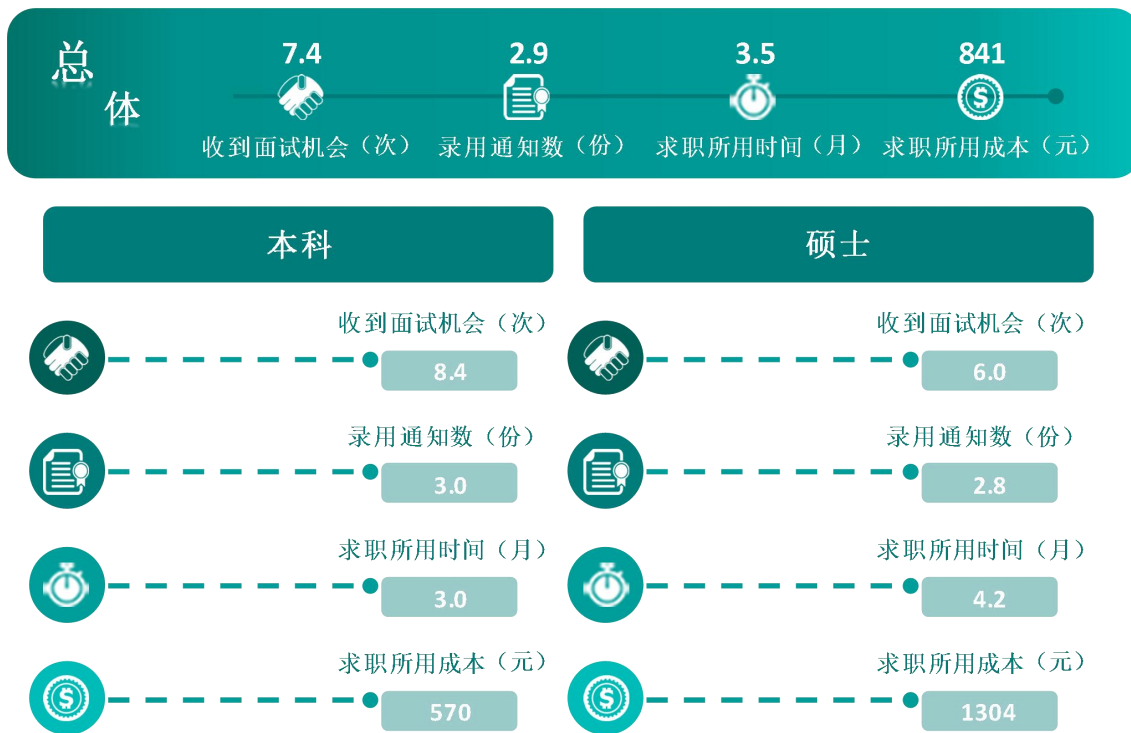 总体
7.4
2.9
3.5
841
收到面试机会（次）
录用通知数（份）
求职所用时间（月）
求职所用成本（元）
本科
收到面试机会（次）
8.4
录用通知数（份）
3.0
求职所用时间（月）
3.0
求职所用成本（元）
570
硕士
收到面试机会（次）
6.0
录用通知数（份）
2.8
求职所用时间（月）
4.2
求职所用成本（元）
1304